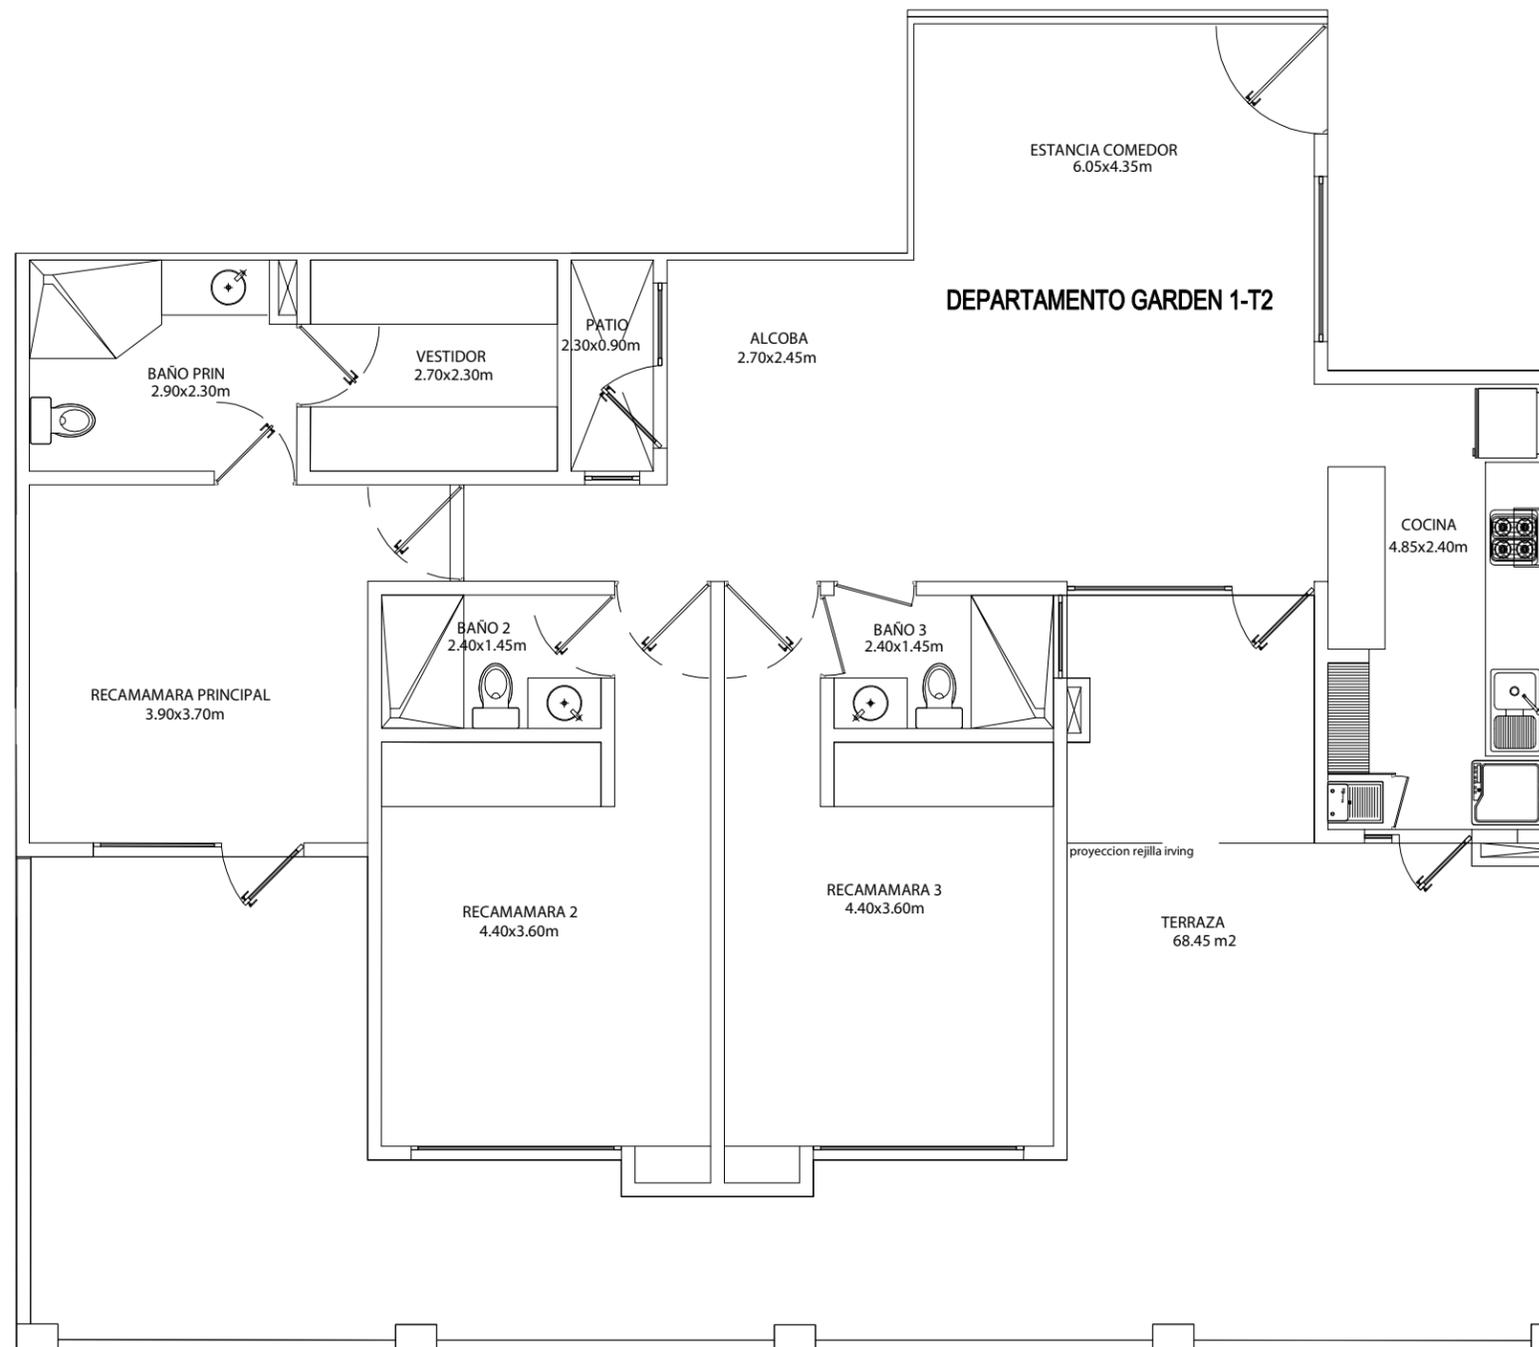 ESTANCIA COMEDOR
6.05x4.35m
DEPARTAMENTO GARDEN 1-T2
PATIO
2.30x0.90m
ALCOBA
2.70x2.45m
VESTIDOR
2.70x2.30m
BAÑO PRIN
2.90x2.30m
COCINA
4.85x2.40m
BAÑO 2
2.40x1.45m
BAÑO 3
2.40x1.45m
RECAMAMARA PRINCIPAL
3.90x3.70m
proyeccion rejilla irving
RECAMAMARA 2
4.40x3.60m
RECAMAMARA 3
4.40x3.60m
TERRAZA
68.45 m2